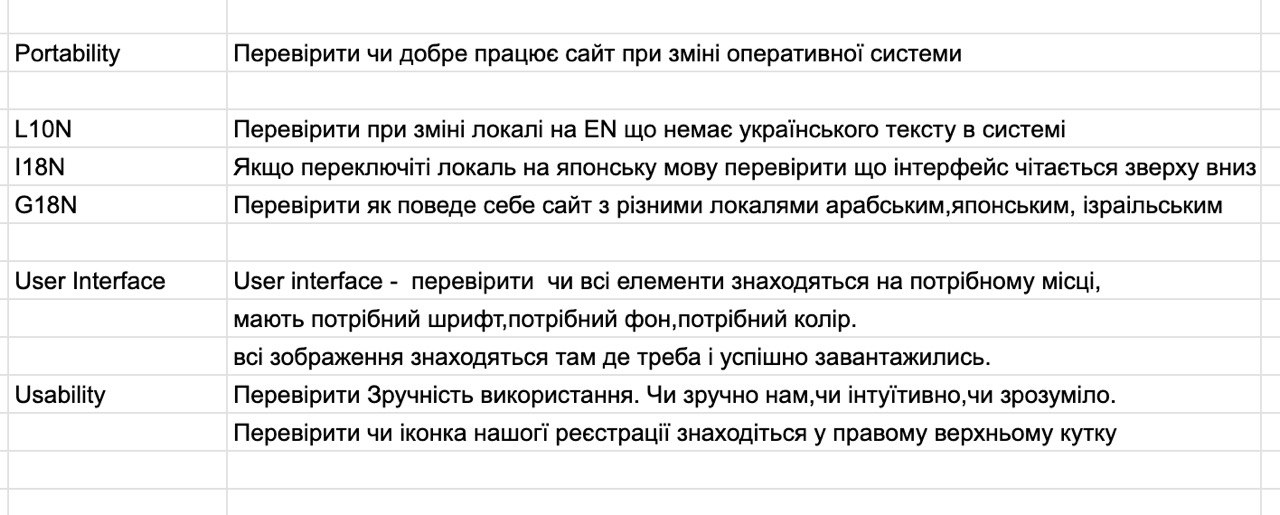 Portability Перевірити чи добре працює сайт при зміні оперативної системи
L10N Перевірити при зміні локалі на EN що немає українського тексту в системі
I18N Якщо переключіті локаль на японську мову перевірити що інтерфейс чітається зверху вниз
G18N Перевірити як поведе себе сайт з різними локалями арабським,японським, ізраільським
User Interface User interface - перевірити чи всі елементи знаходяться на потрібному місці,
мають потрібний шрифт,потрібний фон,потрібний колір.
всі зображення знаходяться там де треба і успішно завантажились.
Usability Перевірити Зручність використання. Чи зручно нам,чи інтуїтивно,чи зрозуміло.
Перевірити чи іконка нашогї реєстрації знаходіться у правому верхньому кутку